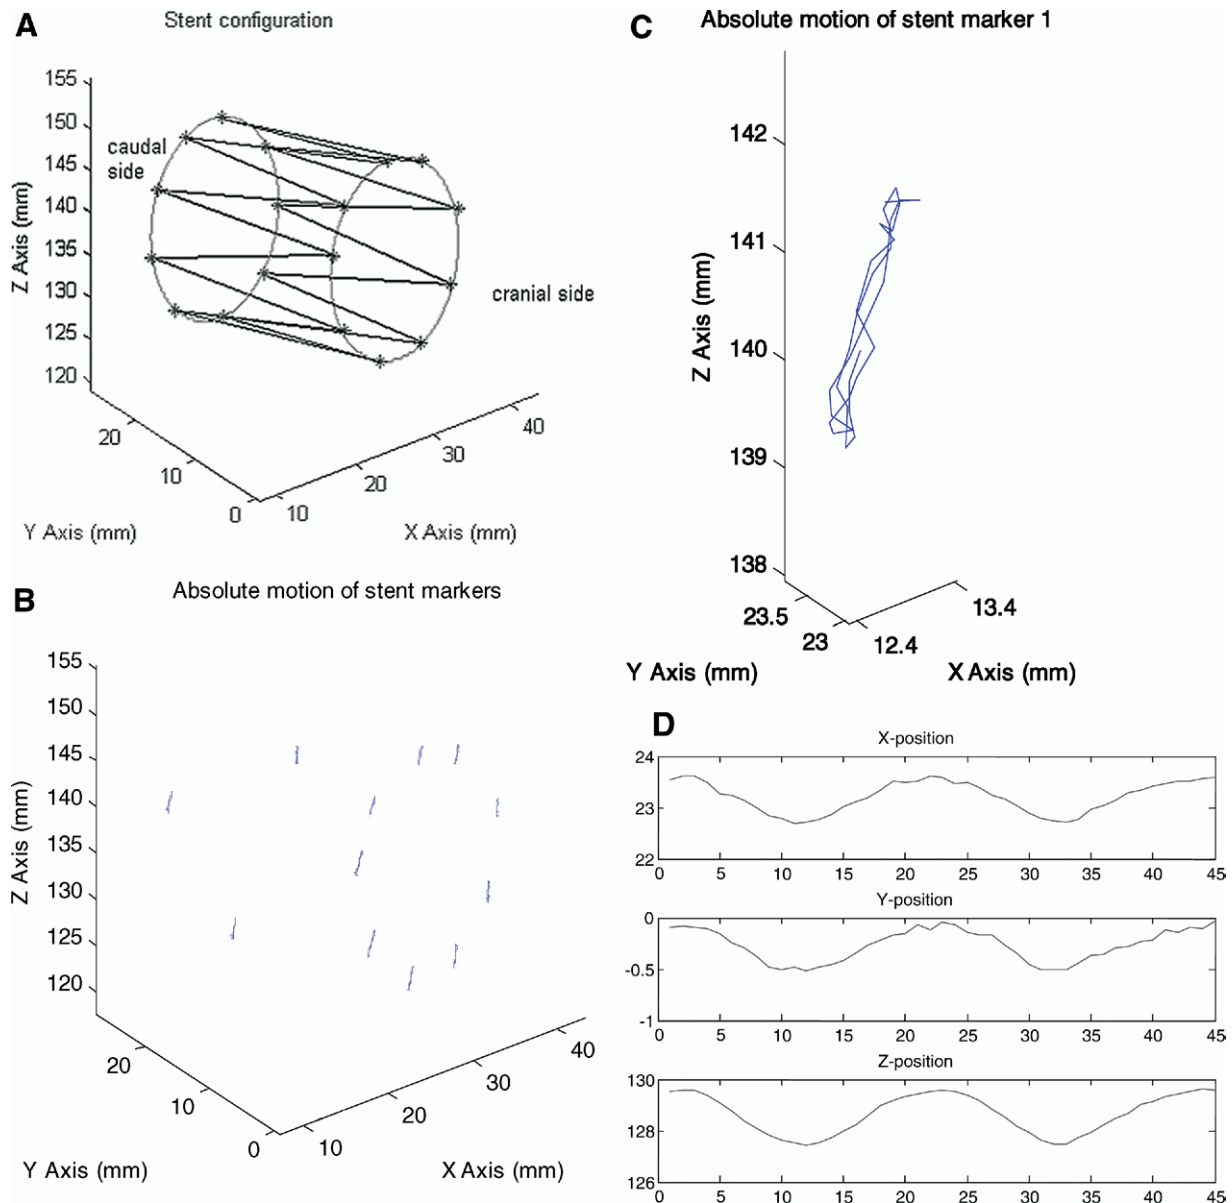 A
Stent configuration
155
150
145
140
135
130
125
120
Z Axis (mm)
caudal
side
cranial side
20
10
0
10
20
30
40
Y Axis (mm)
X Axis (mm)
B
Absolute motion of stent markers
155
150
145
140
135
130
125
120
Z Axis (mm)
20
10
0
10
20
30
40
Y Axis (mm)
X Axis (mm)
C
Absolute motion of stent marker 1
142
141
140
139
138
Z Axis (mm)
23.5
23
12.4
13.4
Y Axis (mm)
X Axis (mm)
D
X-position
24
23
22
0 5 10 15 20 25 30 35 40 45
Y-position
0
-0.5
-1
0 5 10 15 20 25 30 35 40 45
Z-position
130
128
126
0 5 10 15 20 25 30 35 40 45